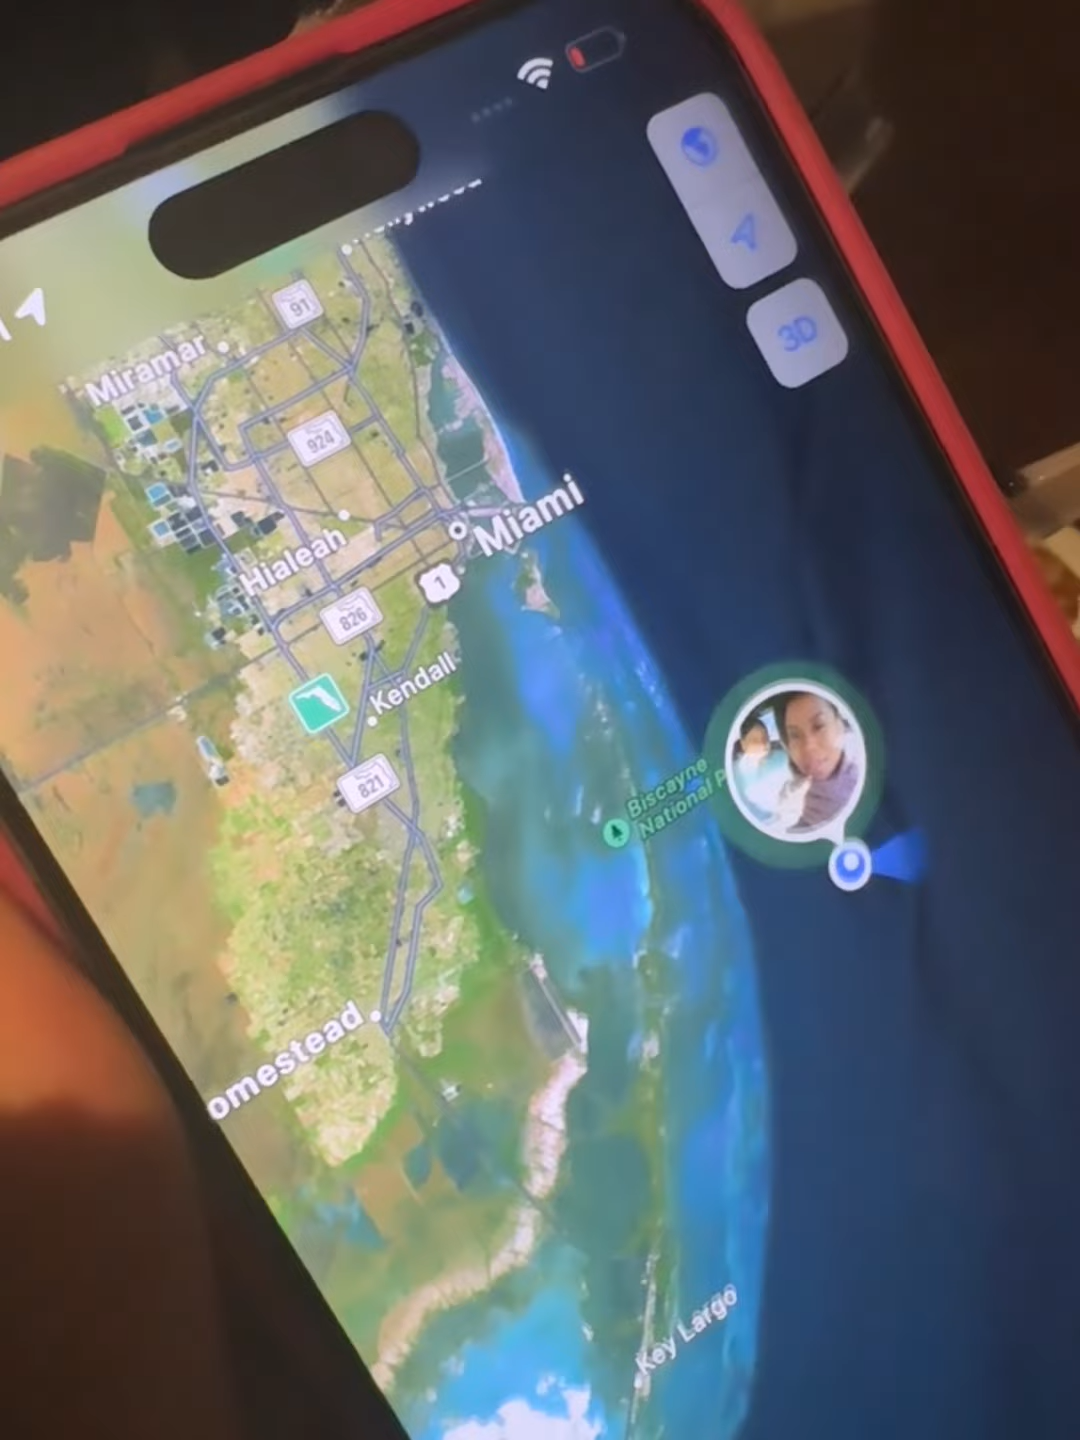 91
Miramar
924
Miami
Hialeah
1
826
Kendall
3D
821
Biscayne
National P
omestead
Key Largo